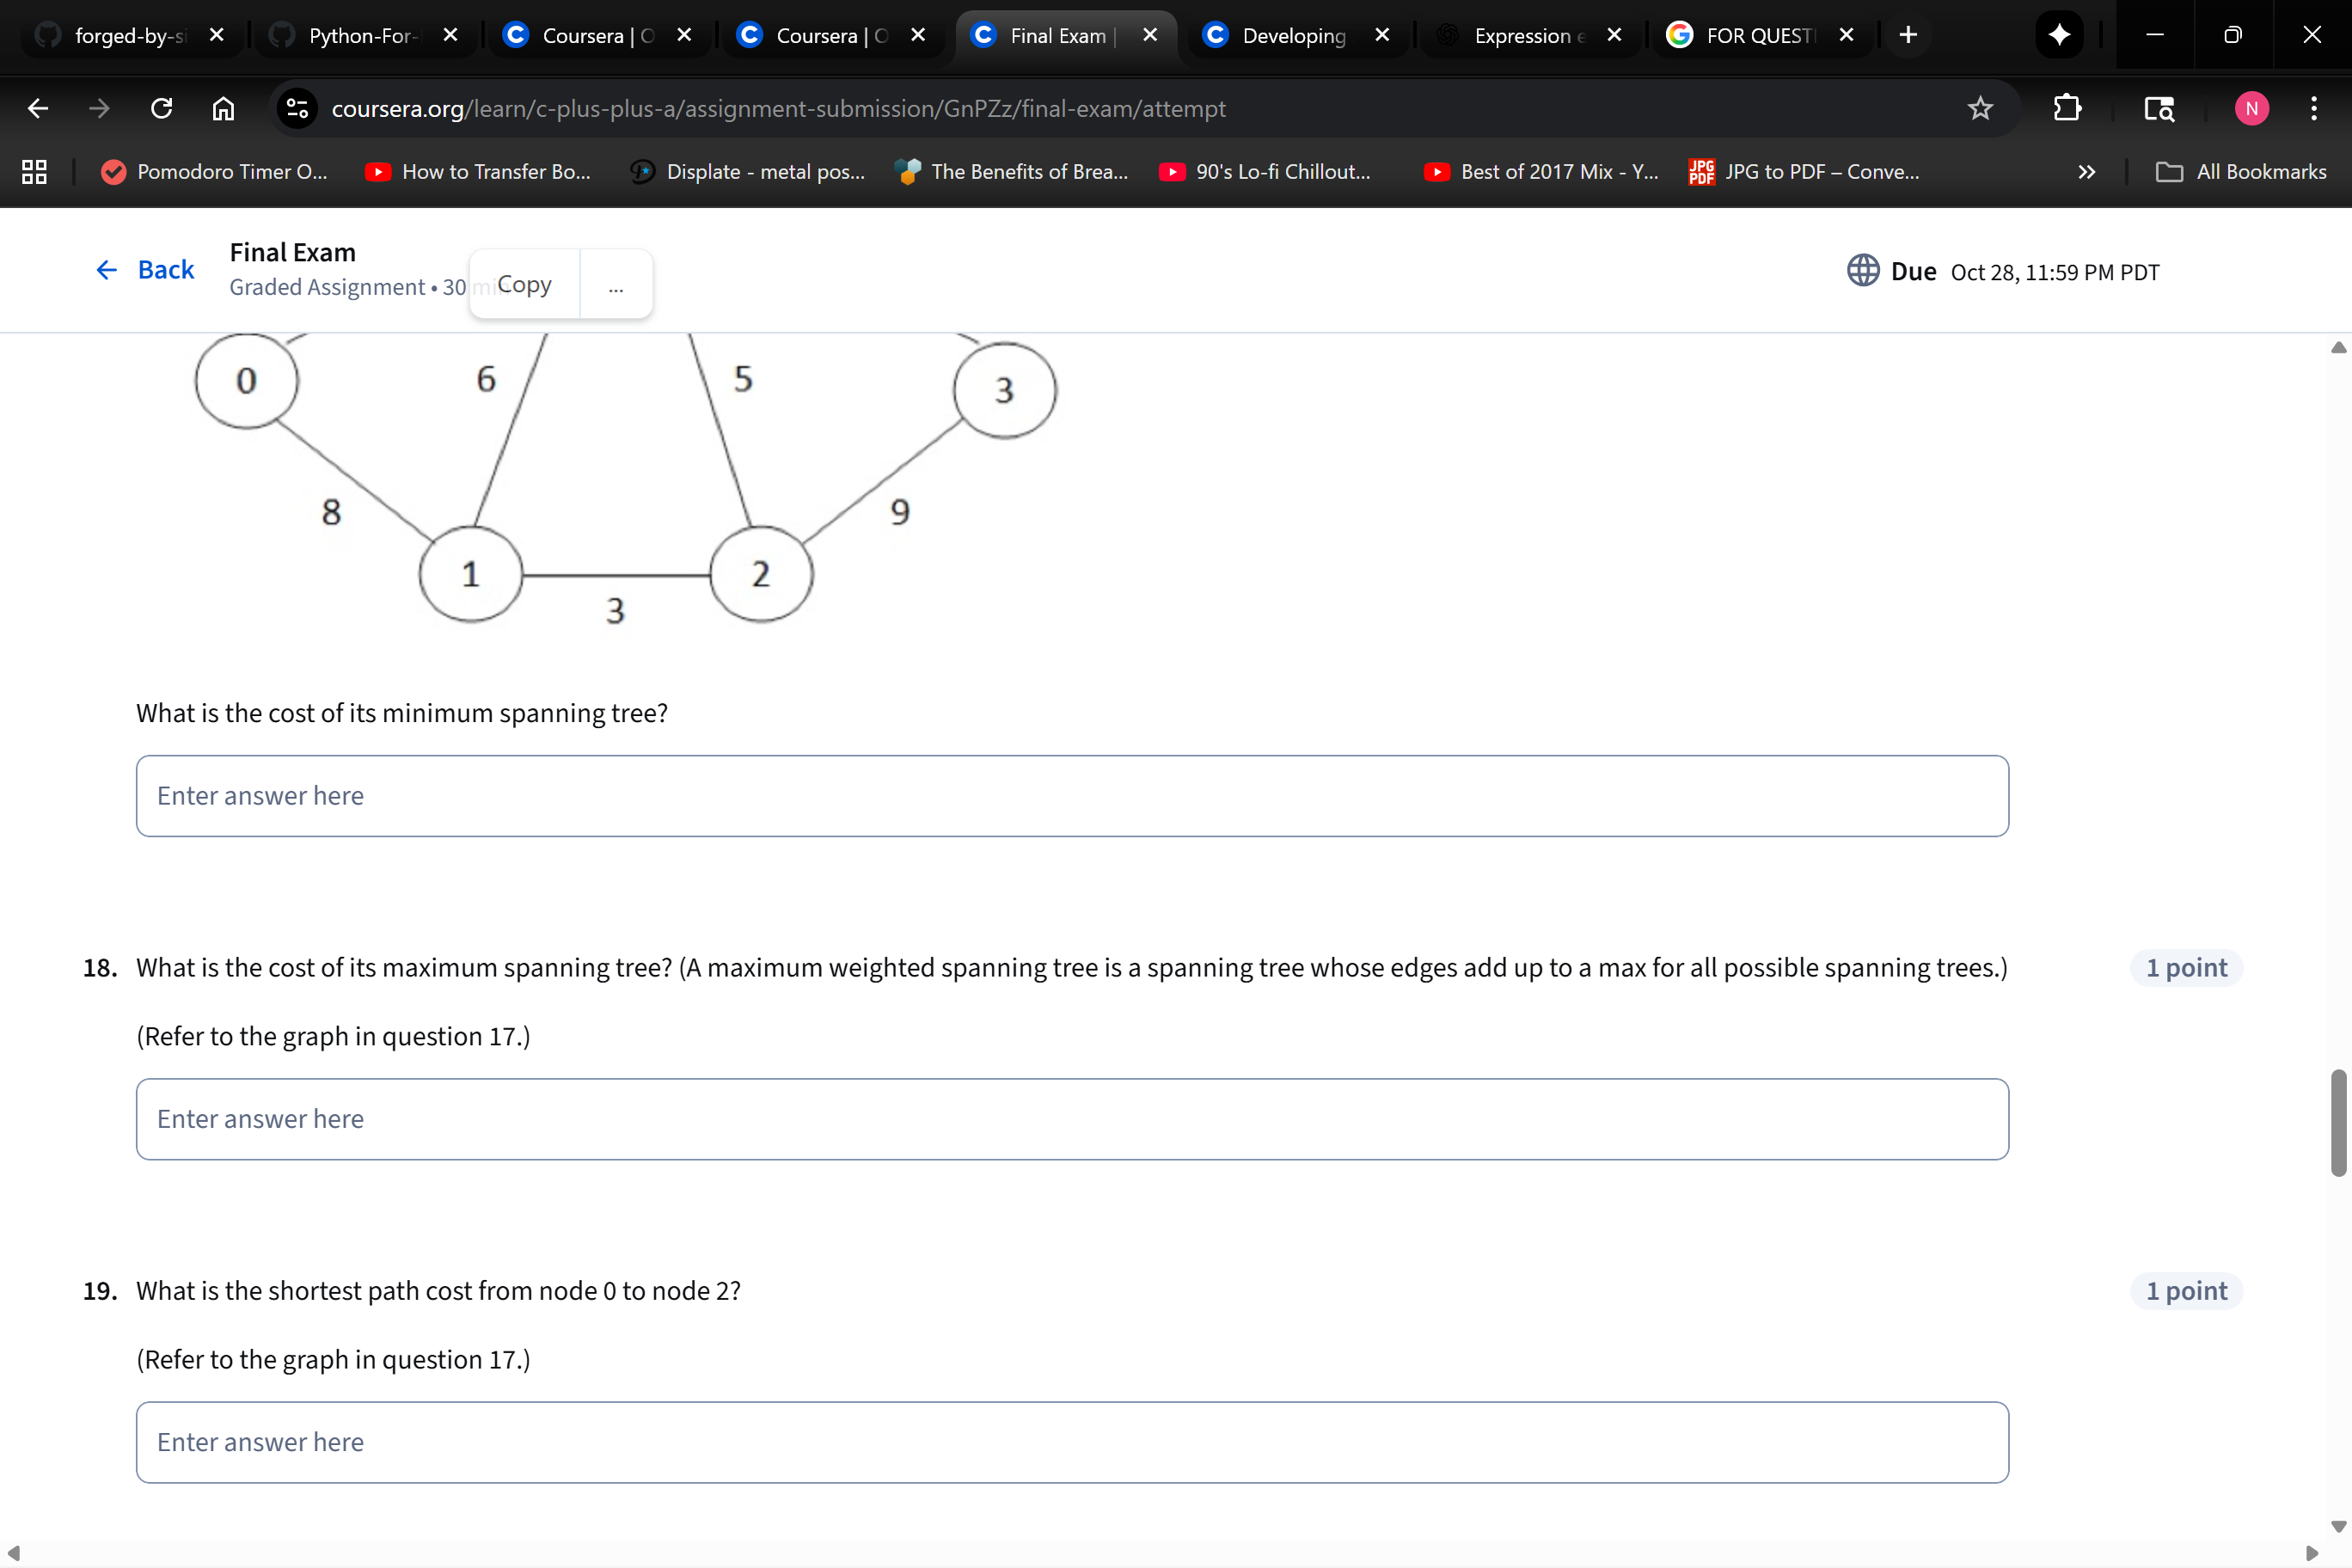 forged-by-si
Python-For-
Coursera | O
Coursera | O
Final Exam |
Developing
Expression e
FOR QUESTI
coursera.org/learn/c-plus-plus-a/assignment-submission/GnPZz/final-exam/attempt
N
Pomodoro Timer O...
How to Transfer Bo...
Displate - metal pos...
The Benefits of Brea...
90's Lo-fi Chillout...
Best of 2017 Mix - Y...
JPG PDF
JPG to PDF – Conve...
All Bookmarks
Back
Final Exam
Graded Assignment • 30 min
Copy
...
Due Oct 28, 11:59 PM PDT
0
6
5
3
8
9
1
2
3
What is the cost of its minimum spanning tree?
Enter answer here
18. What is the cost of its maximum spanning tree? (A maximum weighted spanning tree is a spanning tree whose edges add up to a max for all possible spanning trees.)
1 point
(Refer to the graph in question 17.)
Enter answer here
19. What is the shortest path cost from node 0 to node 2?
1 point
(Refer to the graph in question 17.)
Enter answer here